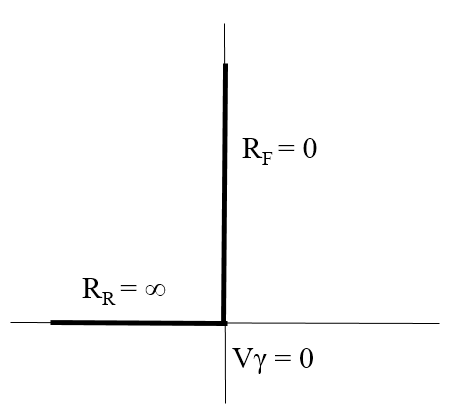 R_F = 0
R_R = ∞
Vγ = 0